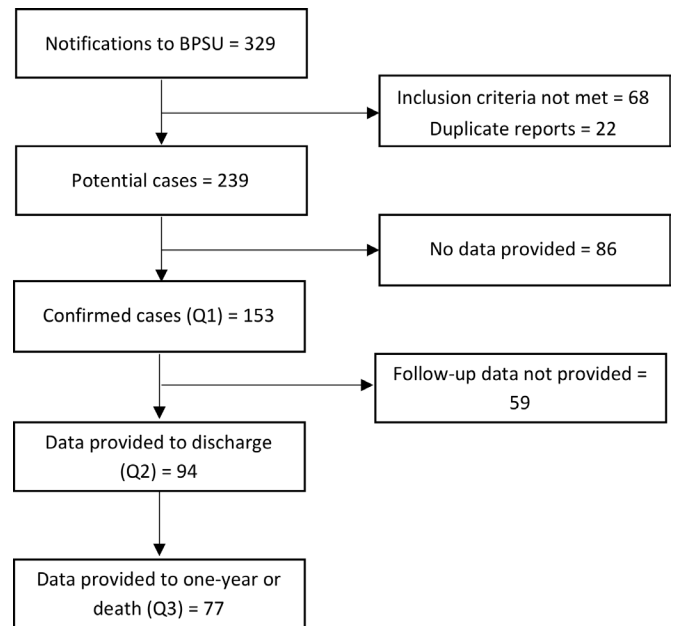 Notifications to BPSU = 329
Inclusion criteria not met = 68
Duplicate reports = 22
Potential cases = 239
No data provided = 86
Confirmed cases (Q1) = 153
Follow-up data not provided =
59
Data provided to discharge
(Q2) = 94
Data provided to one-year or
death (Q3) = 77